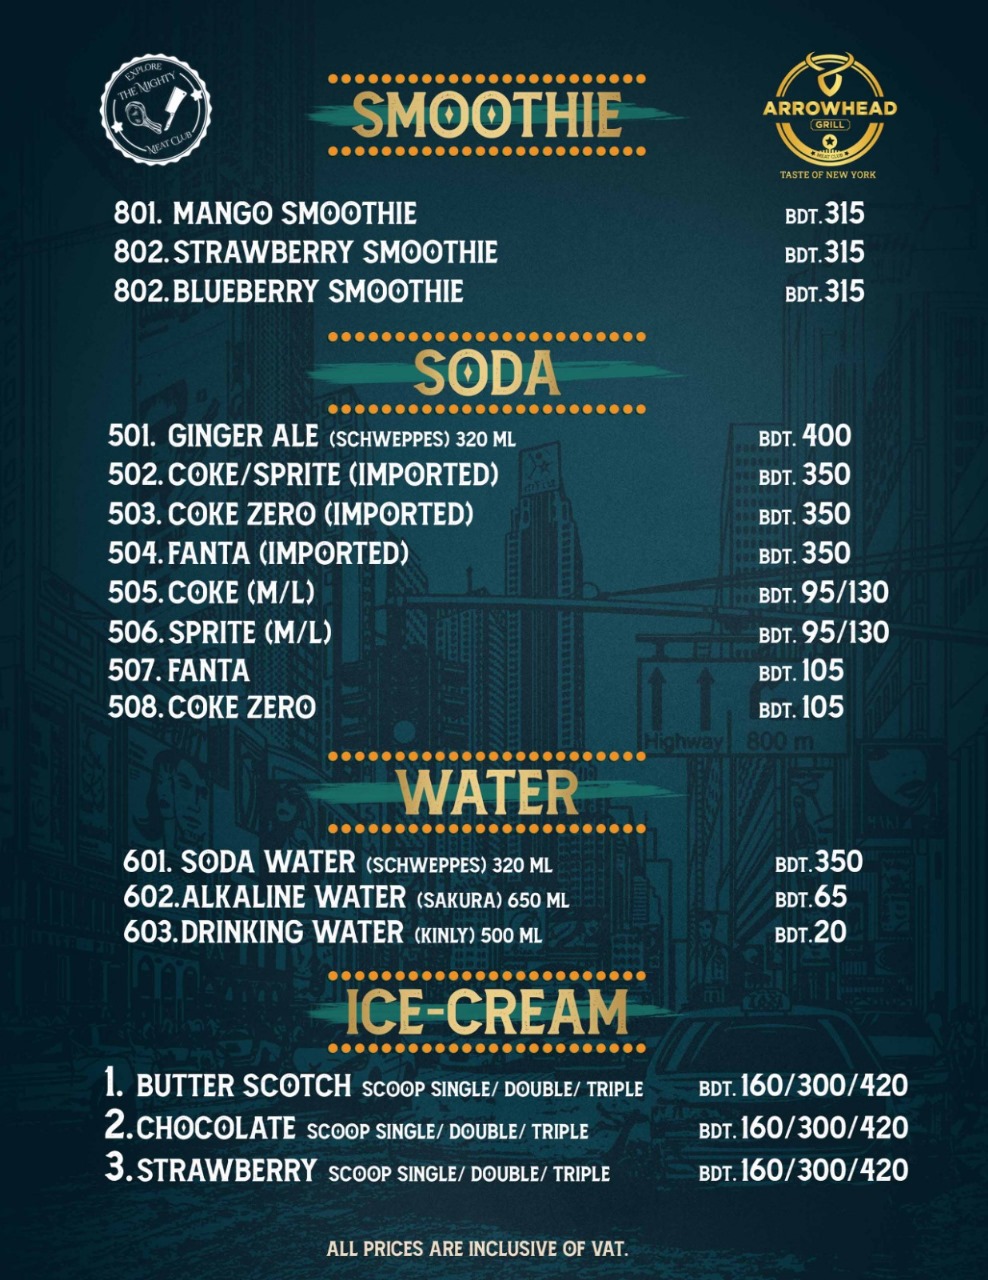 EXPLORE
THE MIGHTY
MEAT CLUB
SMOOTHIE
ARROWHEAD
GRILL
MEAT CLUB
TASTE OF NEW YORK
801. MANGO SMOOTHIE BDT.315
802. STRAWBERRY SMOOTHIE BDT.315
802. BLUEBERRY SMOOTHIE BDT.315
SODA
501. GINGER ALE (SCHWEPPES) 320 ML BDT. 400
502. COKE/SPRITE (IMPORTED) BDT. 350
503. COKE ZERO (IMPORTED) BDT. 350
504. FANTA (IMPORTED) BDT. 350
505. COKE (M/L) BDT. 95/130
506. SPRITE (M/L) BDT. 95/130
507. FANTA BDT. 105
508. COKE ZERO BDT. 105
Highway 800 m
WATER
601. SODA WATER (SCHWEPPES) 320 ML BDT.350
602. ALKALINE WATER (SAKURA) 650 ML BDT.65
603. DRINKING WATER (KINLY) 500 ML BDT.20
ICE-CREAM
1. BUTTER SCOTCH SCOOP SINGLE/ DOUBLE/ TRIPLE BDT. 160/300/420
2. CHOCOLATE SCOOP SINGLE/ DOUBLE/ TRIPLE BDT. 160/300/420
3. STRAWBERRY SCOOP SINGLE/ DOUBLE/ TRIPLE BDT. 160/300/420
ALL PRICES ARE INCLUSIVE OF VAT.